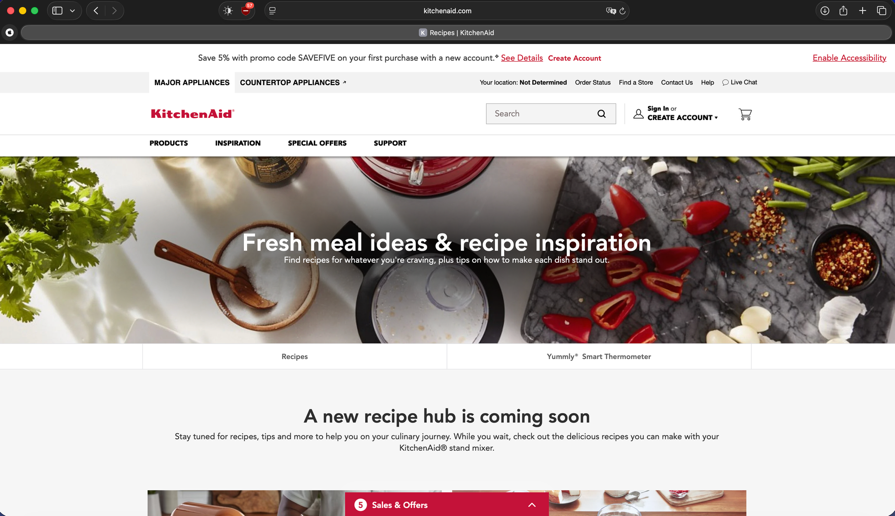 97
kitchenaid.com
K Recipes | KitchenAid
Save 5% with promo code SAVEFIVE on your first purchase with a new account.* See Details Create Account
Enable Accessibility
MAJOR APPLIANCES
COUNTERTOP APPLIANCES
Your location: Not Determined
Order Status
Find a Store
Contact Us
Help
Live Chat
KitchenAid
Search
Sign In or
CREATE ACCOUNT
PRODUCTS
INSPIRATION
SPECIAL OFFERS
SUPPORT
Fresh meal ideas & recipe inspiration
Find recipes for whatever you're craving, plus tips on how to make each dish stand out.
Recipes
Yummly® Smart Thermometer
A new recipe hub is coming soon
Stay tuned for recipes, tips and more to help you on your culinary journey. While you wait, check out the delicious recipes you can make with your
KitchenAid® stand mixer.
5 Sales & Offers